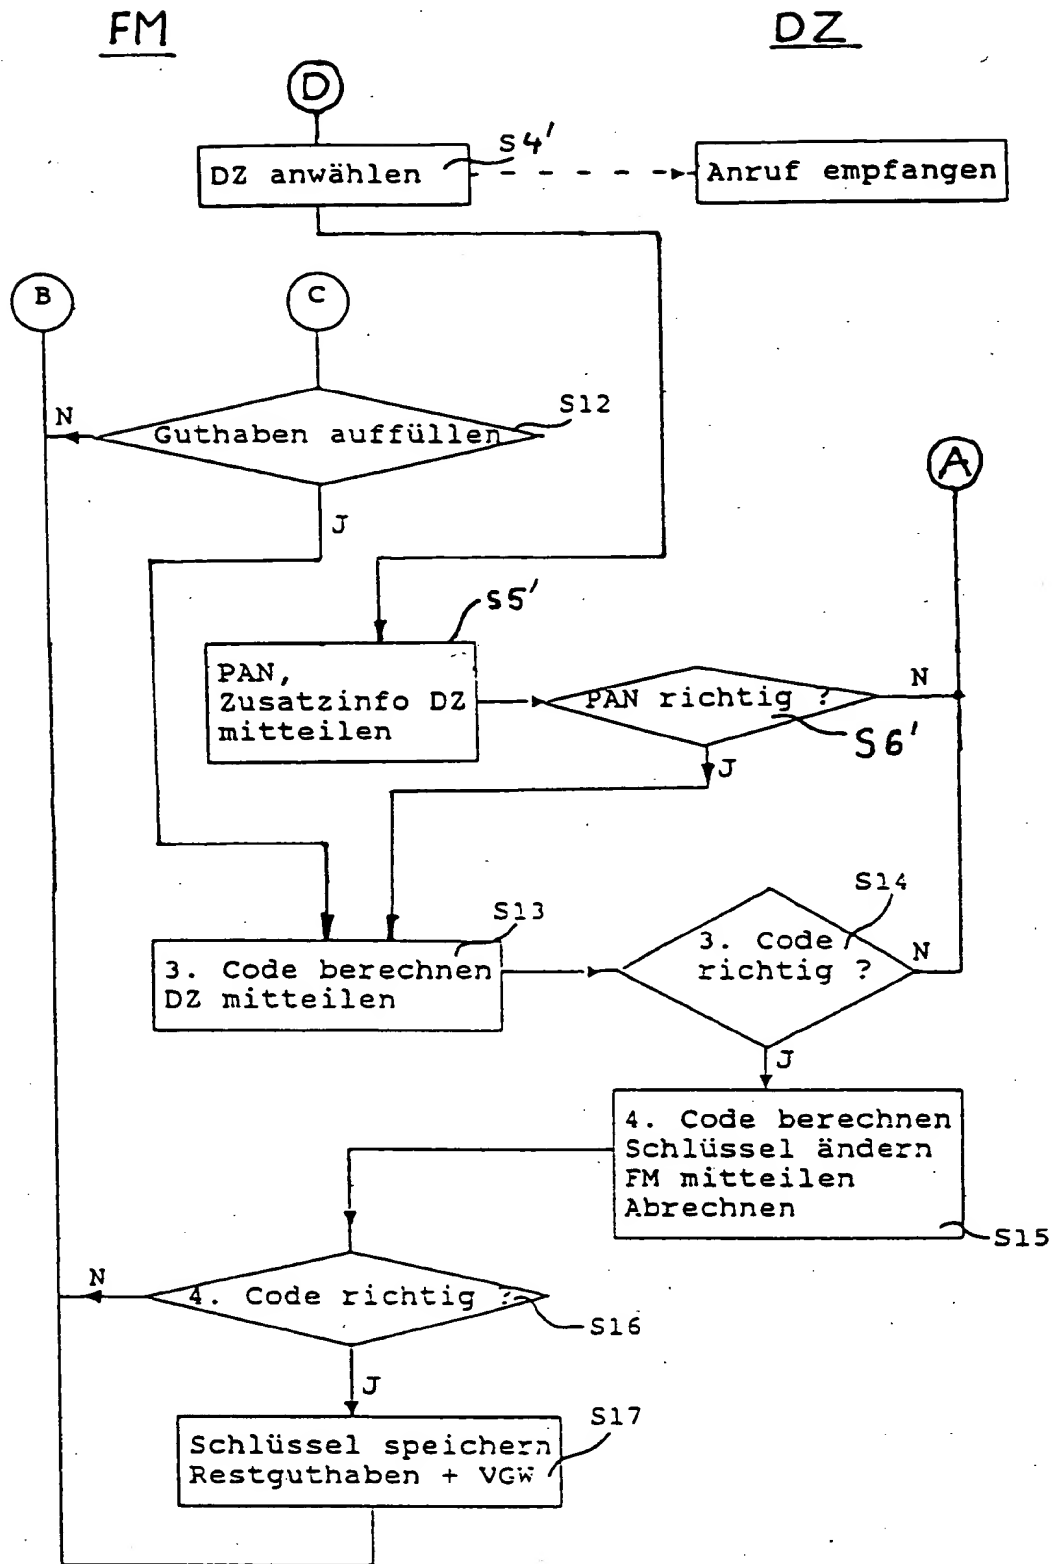 FM
DZ
D
S4'
DZ anwählen
Anruf empfangen
B
C
N
S12
Guthaben auffüllen
A
J
S5'
PAN,
Zusatzinfo DZ
mitteilen
PAN richtig ?
N
S6'
J
S13
S14
3. Code berechnen
DZ mitteilen
3. Code
richtig ?
N
J
4. Code berechnen
Schlüssel ändern
FM mitteilen
Abrechnen
S15
N
4. Code richtig ?
S16
J
S17
Schlüssel speichern
Restguthaben + VGW